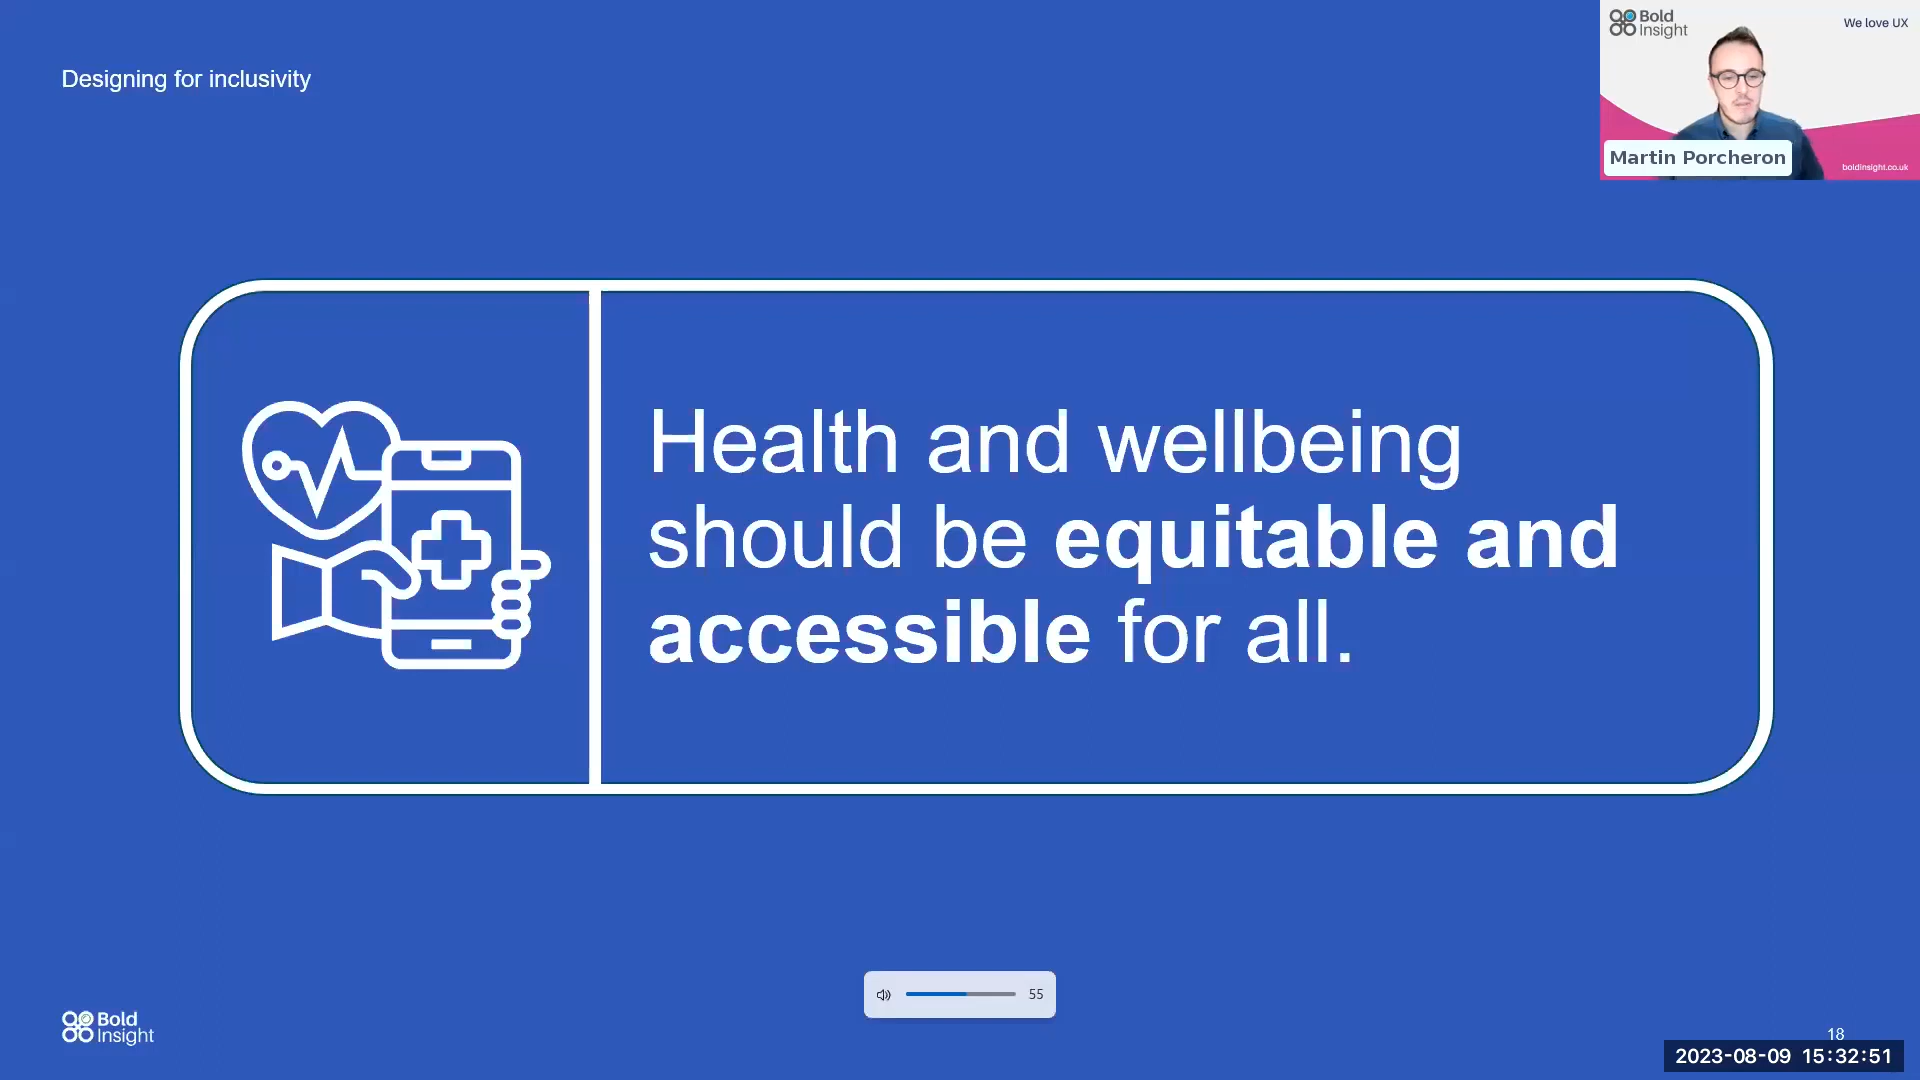 Designing for inclusivity
Bold
Insight
We love UX
Martin Porcheron
boldinsight.co.uk
Health and wellbeing
should be equitable and
accessible for all.
55
Bold
Insight
18
2023-08-09 15:32:51